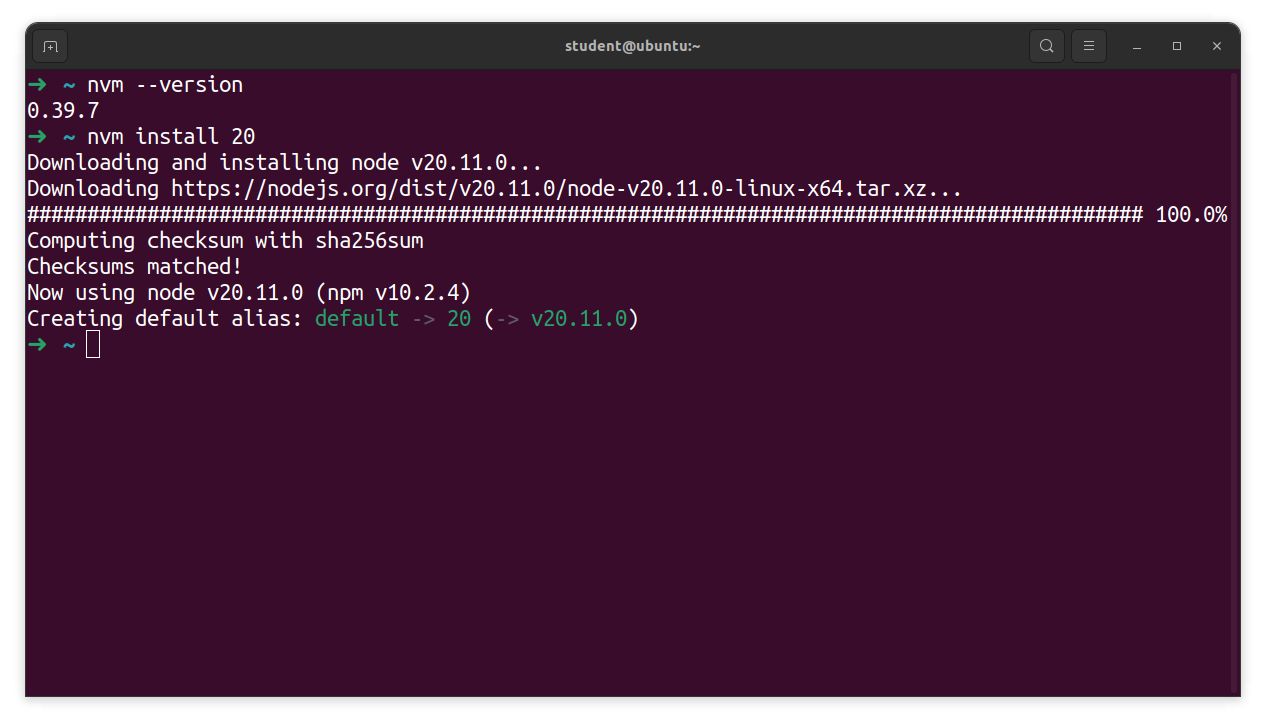 student@ubuntu:~
➜ ~ nvm --version
0.39.7
➜ ~ nvm install 20
Downloading and installing node v20.11.0...
Downloading https://nodejs.org/dist/v20.11.0/node-v20.11.0-linux-x64.tar.xz...
############################################################################################# 100.0%
Computing checksum with sha256sum
Checksums matched!
Now using node v20.11.0 (npm v10.2.4)
Creating default alias: default -> 20 (-> v20.11.0)
➜ ~